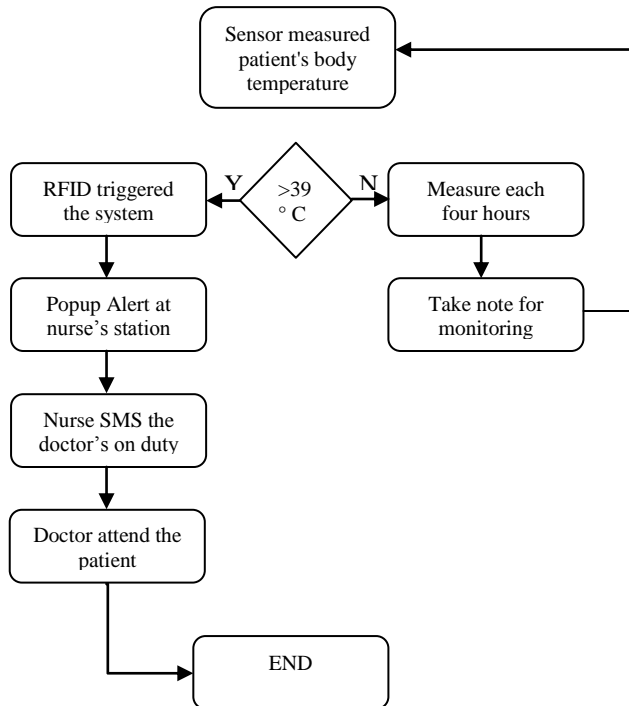 Sensor measured
patient's body
temperature
Y
>39
° C
N
RFID triggered
the system
Measure each
four hours
Popup Alert at
nurse’s station
Take note for
monitoring
Nurse SMS the
doctor’s on duty
Doctor attend the
patient
END